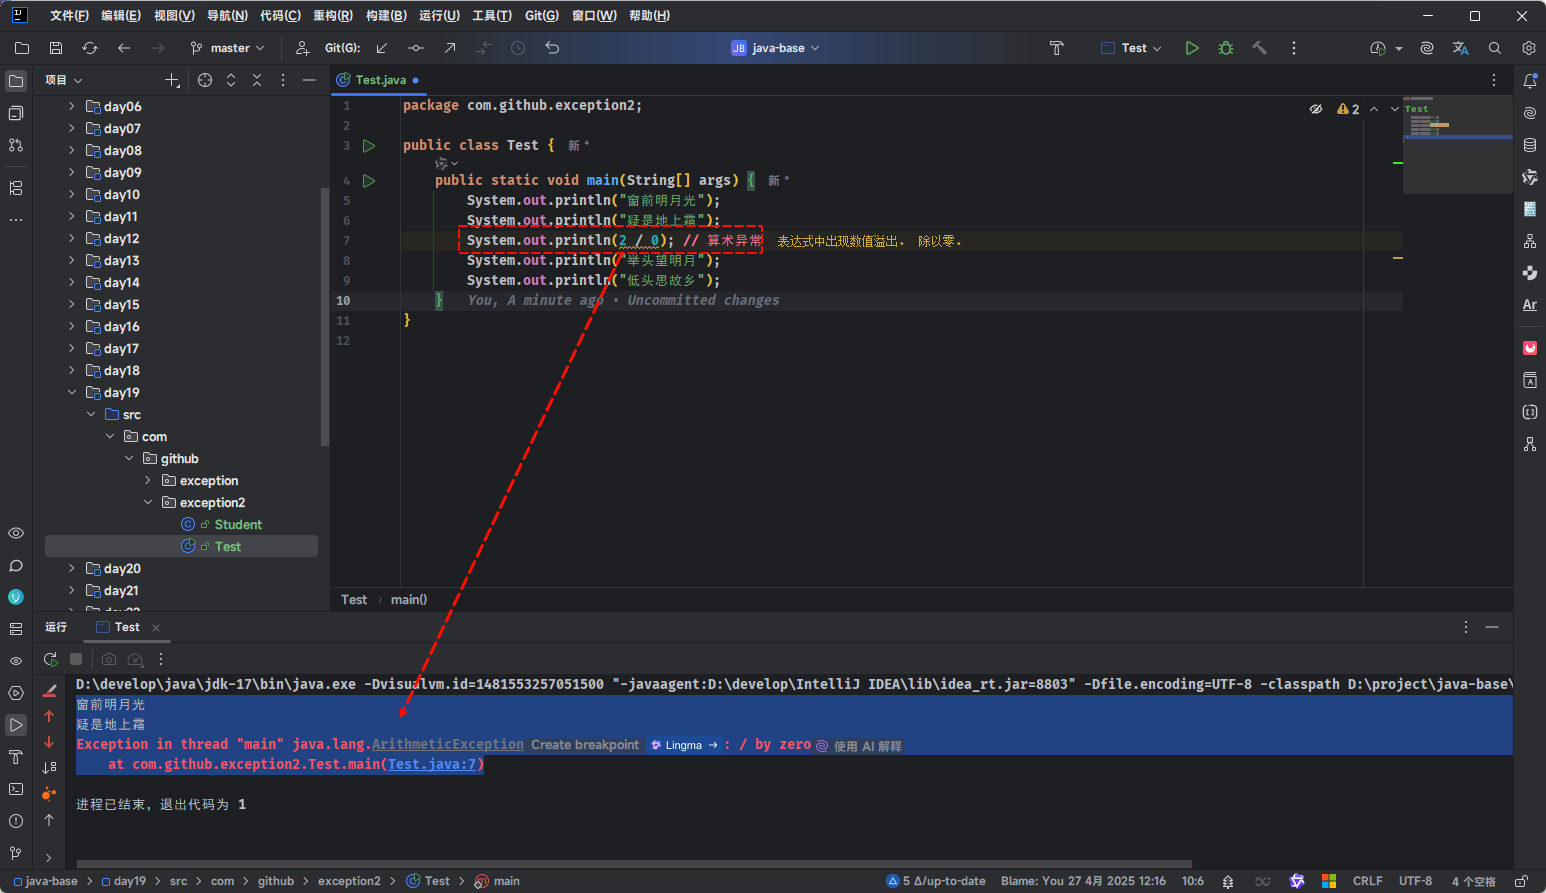 文件(F) 编辑(E) 视图(V) 导航(N) 代码(C) 重构(R) 构建(B) 运行(U) 工具(T) Git(G) 窗口(W) 帮助(H)
master Git(G): JB java-base Test
项目
day06
day07
day08
day09
day10
day11
day12
day13
day14
day15
day16
day17
day18
day19
src
com
github
exception
exception2
Student
Test
day20
day21
Test.java
1 package com.github.exception2;
2
3 public class Test { 新 *
4 public static void main(String[] args) { 新 *
5 System.out.println("窗前明月光");
6 System.out.println("疑是地上霜");
7 System.out.println(2 / 0); // 算术异常 表达式中出现数值溢出. 除以零.
8 System.out.println("举头望明月");
9 System.out.println("低头思故乡");
10 } You, A minute ago • Uncommitted changes
11 }
12
2
Test
Ar
Test main()
运行 Test
D:\develop\java\jdk-17\bin\java.exe -Dvisualvm.id=1481553257051500 "-javaagent:D:\develop\IntelliJ IDEA\lib\idea_rt.jar=8803" -Dfile.encoding=UTF-8 -classpath D:\project\java-base\
窗前明月光
疑是地上霜
Exception in thread "main" java.lang.ArithmeticException Create breakpoint Lingma → : / by zero 使用 AI 解释
at com.github.exception2.Test.main(Test.java:7)
进程已结束，退出代码为 1
java-base day19 src com github exception2 Test main 5 Δ/up-to-date Blame: You 27 4月 2025 12:16 10:6 CRLF UTF-8 4 个空格